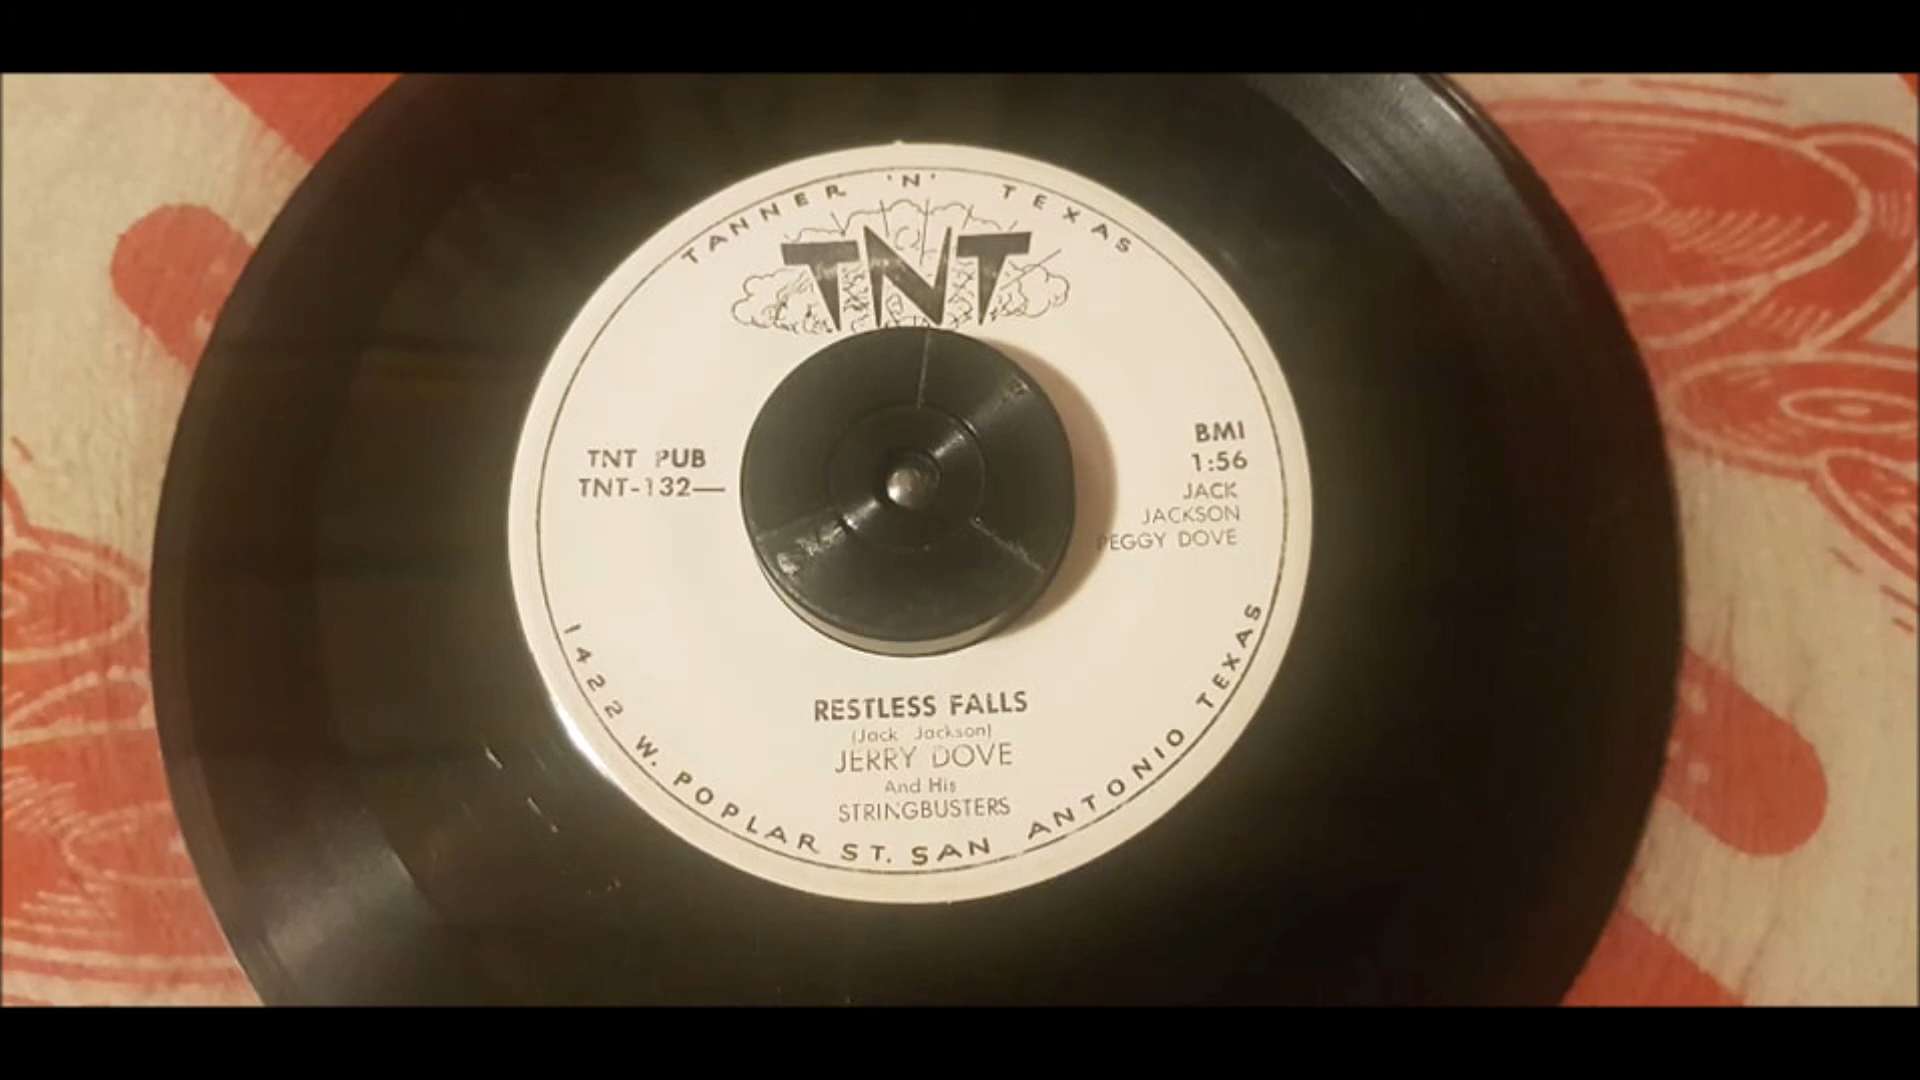 TANNER 'N' TEXAS
TNT
TNT PUB
TNT-132—
BMI
1:56
JACK
JACKSON
PEGGY DOVE
RESTLESS FALLS
(Jack Jackson)
JERRY DOVE
And His
STRINGBUSTERS
1422 W. POPLAR ST. SAN ANTONIO TEXAS